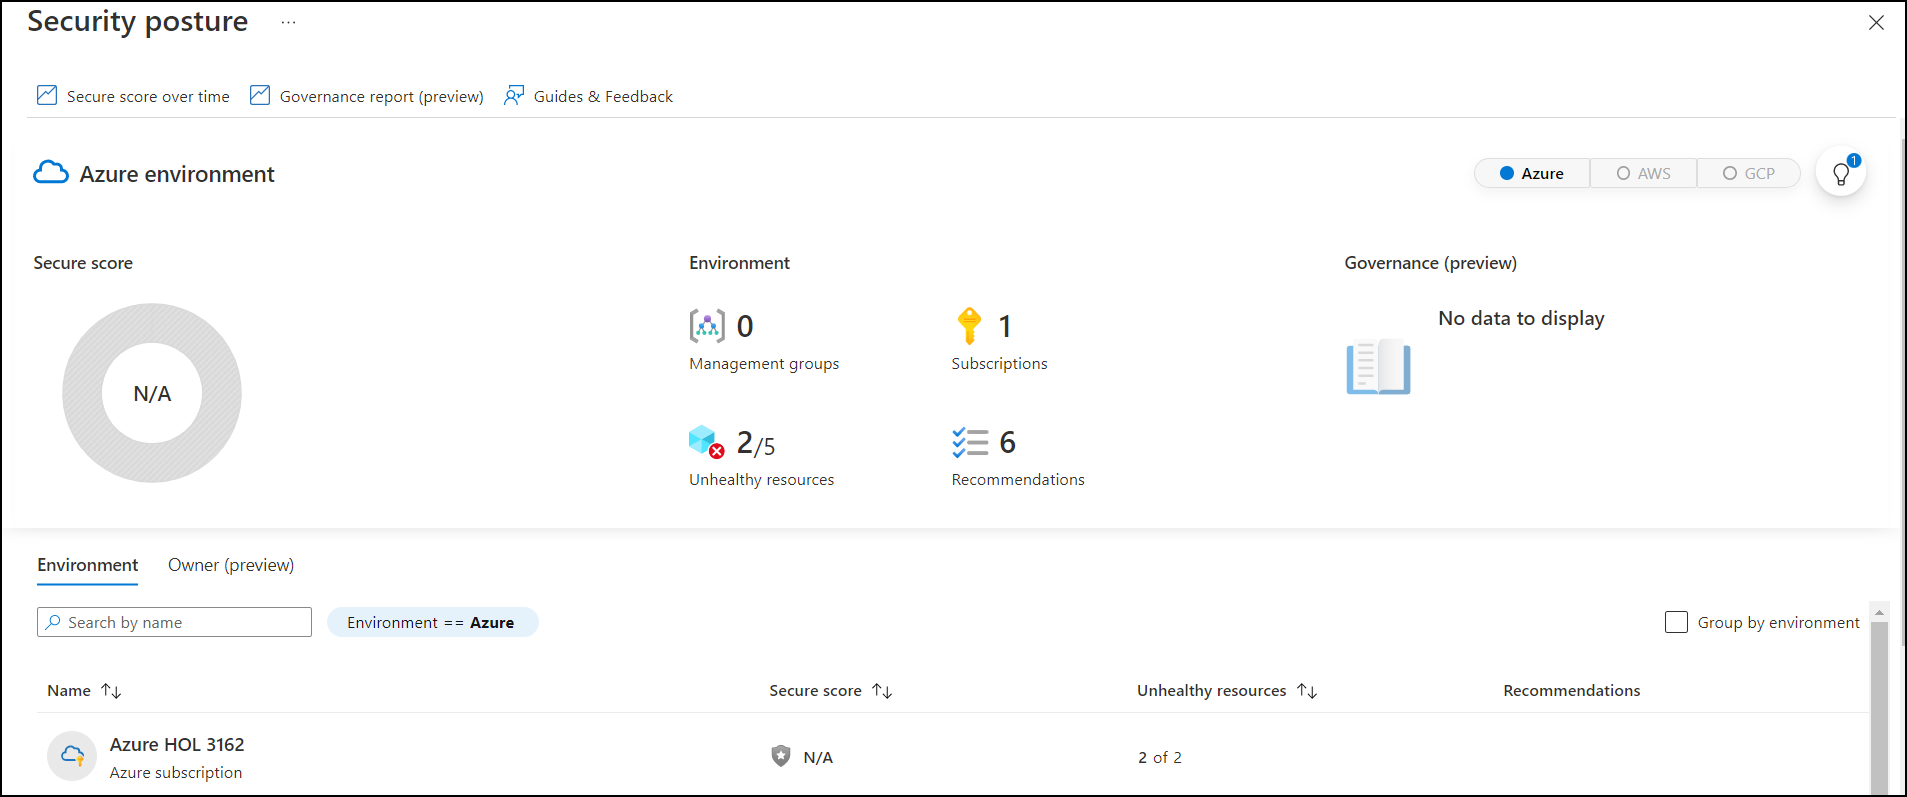 Security posture ...
Secure score over time Governance report (preview) Guides & Feedback
Azure environment
Azure AWS GCP
1
Secure score
N/A
Environment
0
Management groups
1
Subscriptions
2/5
Unhealthy resources
6
Recommendations
Governance (preview)
No data to display
Environment Owner (preview)
Search by name Environment == Azure Group by environment
Name Secure score Unhealthy resources Recommendations
Azure HOL 3162
Azure subscription
N/A
2 of 2